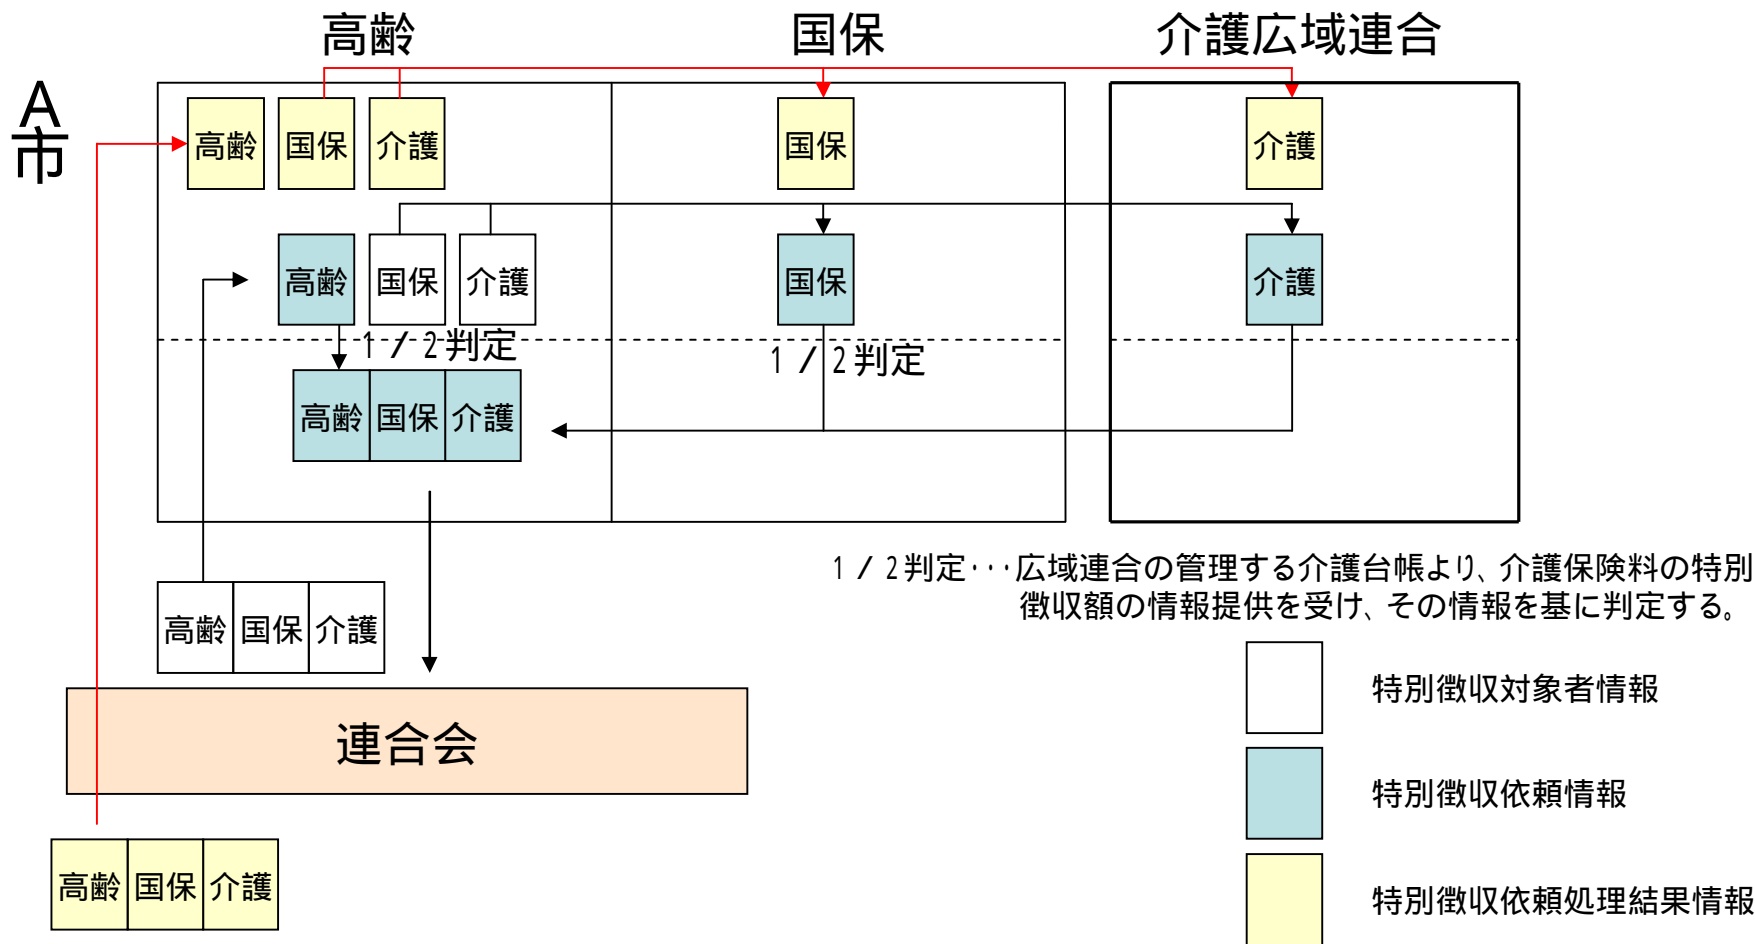 高齢
国保
介護広域連合
A市
高齢
国保
介護
国保
介護
高齢
国保
介護
国保
介護
1/2判定
1/2判定
高齢
国保
介護
1/2判定・・・広域連合の管理する介護台帳より、介護保険料の特別
徴収額の情報提供を受け、その情報を基に判定する。
高齢
国保
介護
特別徴収対象者情報
連合会
特別徴収依頼情報
高齢
国保
介護
特別徴収依頼処理結果情報